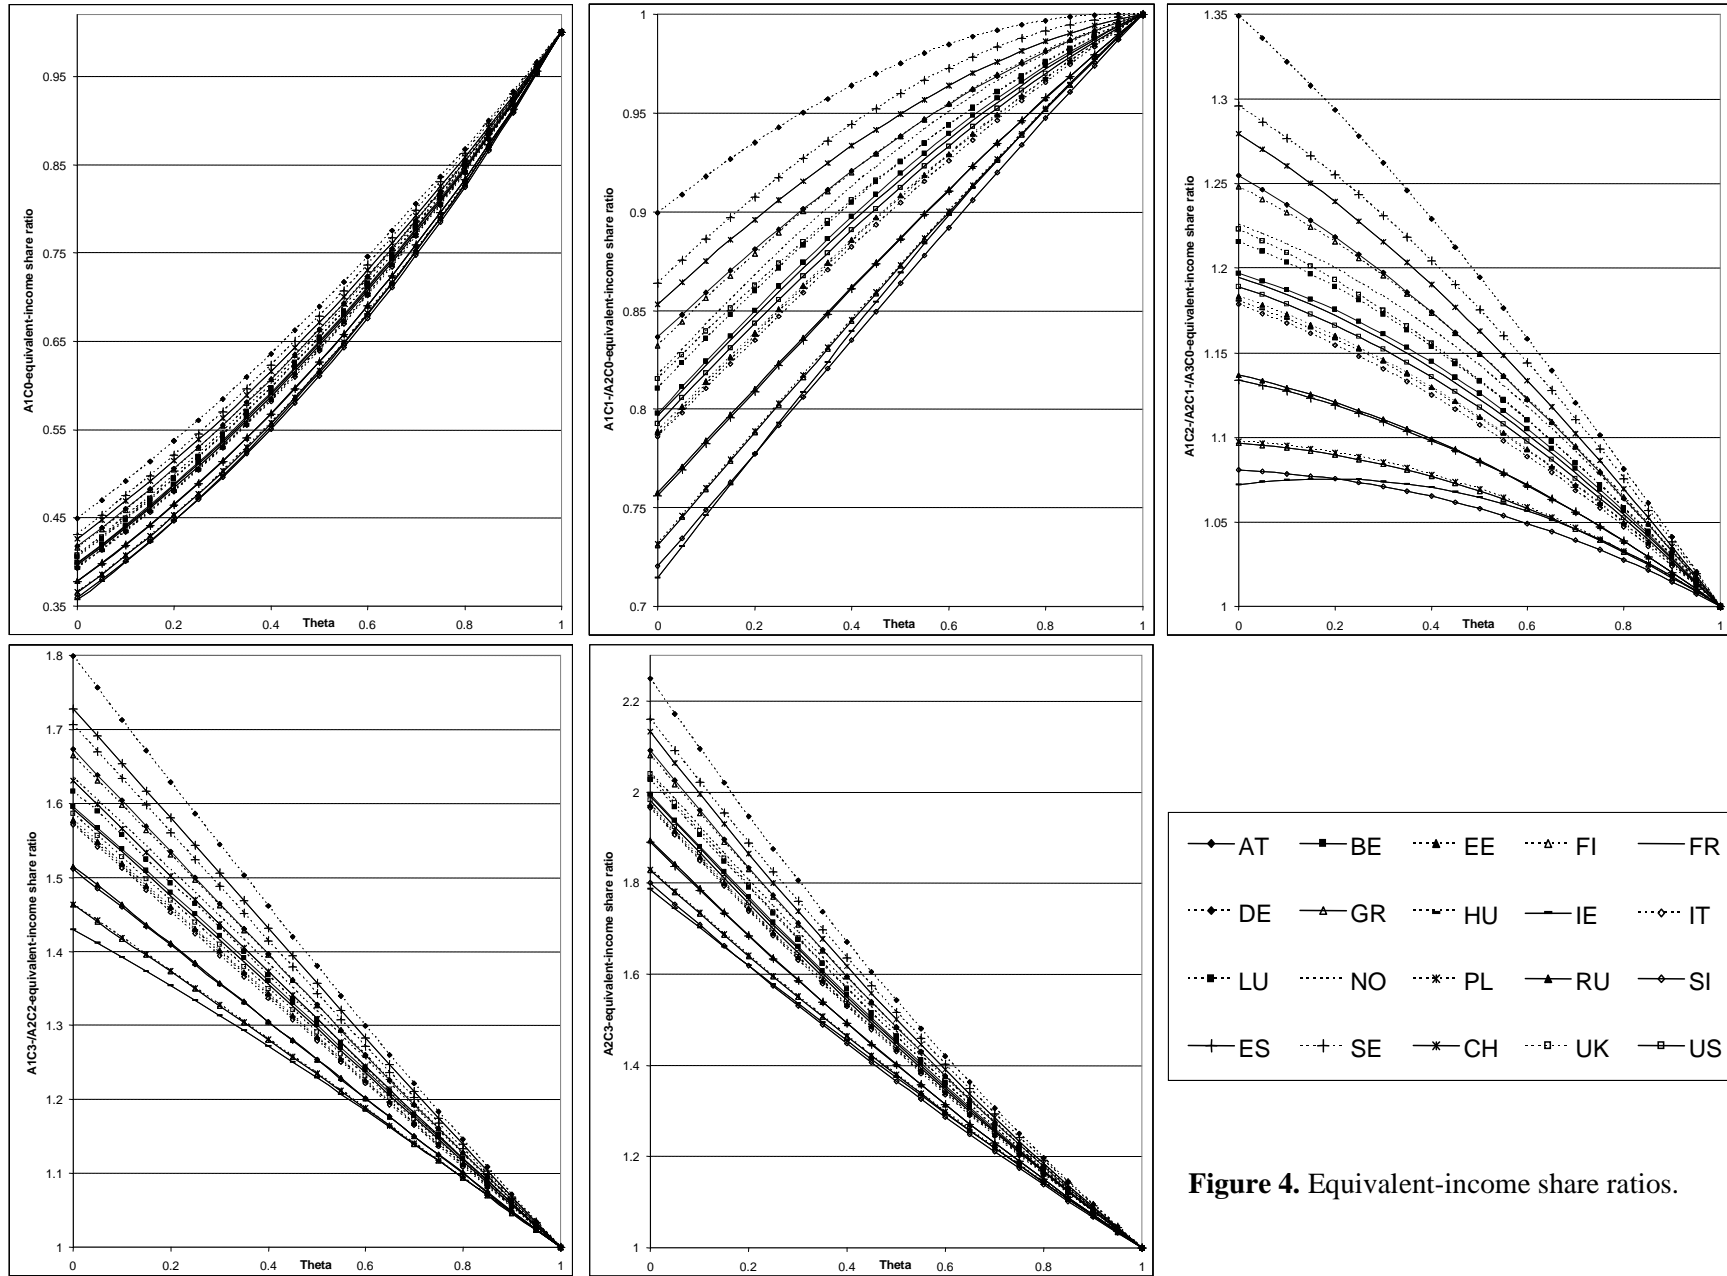 0.95
0.85
0.75
0.65
0.55
0.45
0.35
0 0.2 0.4 0.6 0.8 1
Theta
A1C0-equivalent-income share ratio
1
0.95
0.9
0.85
0.8
0.75
0.7
0 0.2 0.4 0.6 0.8 1
Theta
A1C1-/A2C0-equivalent-income share ratio
1.35
1.3
1.25
1.2
1.15
1.1
1.05
1
0 0.2 0.4 0.6 0.8 1
Theta
A1C2-/A2C1-/A3C0-equivalent-income share ratio
1.8
1.7
1.6
1.5
1.4
1.3
1.2
1.1
1
0 0.2 0.4 0.6 0.8 1
Theta
A1C3-/A2C2-equivalent-income share ratio
2.2
2
1.8
1.6
1.4
1.2
1
0 0.2 0.4 0.6 0.8 1
Theta
A2C3-equivalent-income share ratio
AT BE EE FI FR
DE GR HU IE IT
LU NO PL RU SI
ES SE CH UK US
Figure 4. Equivalent-income share ratios.